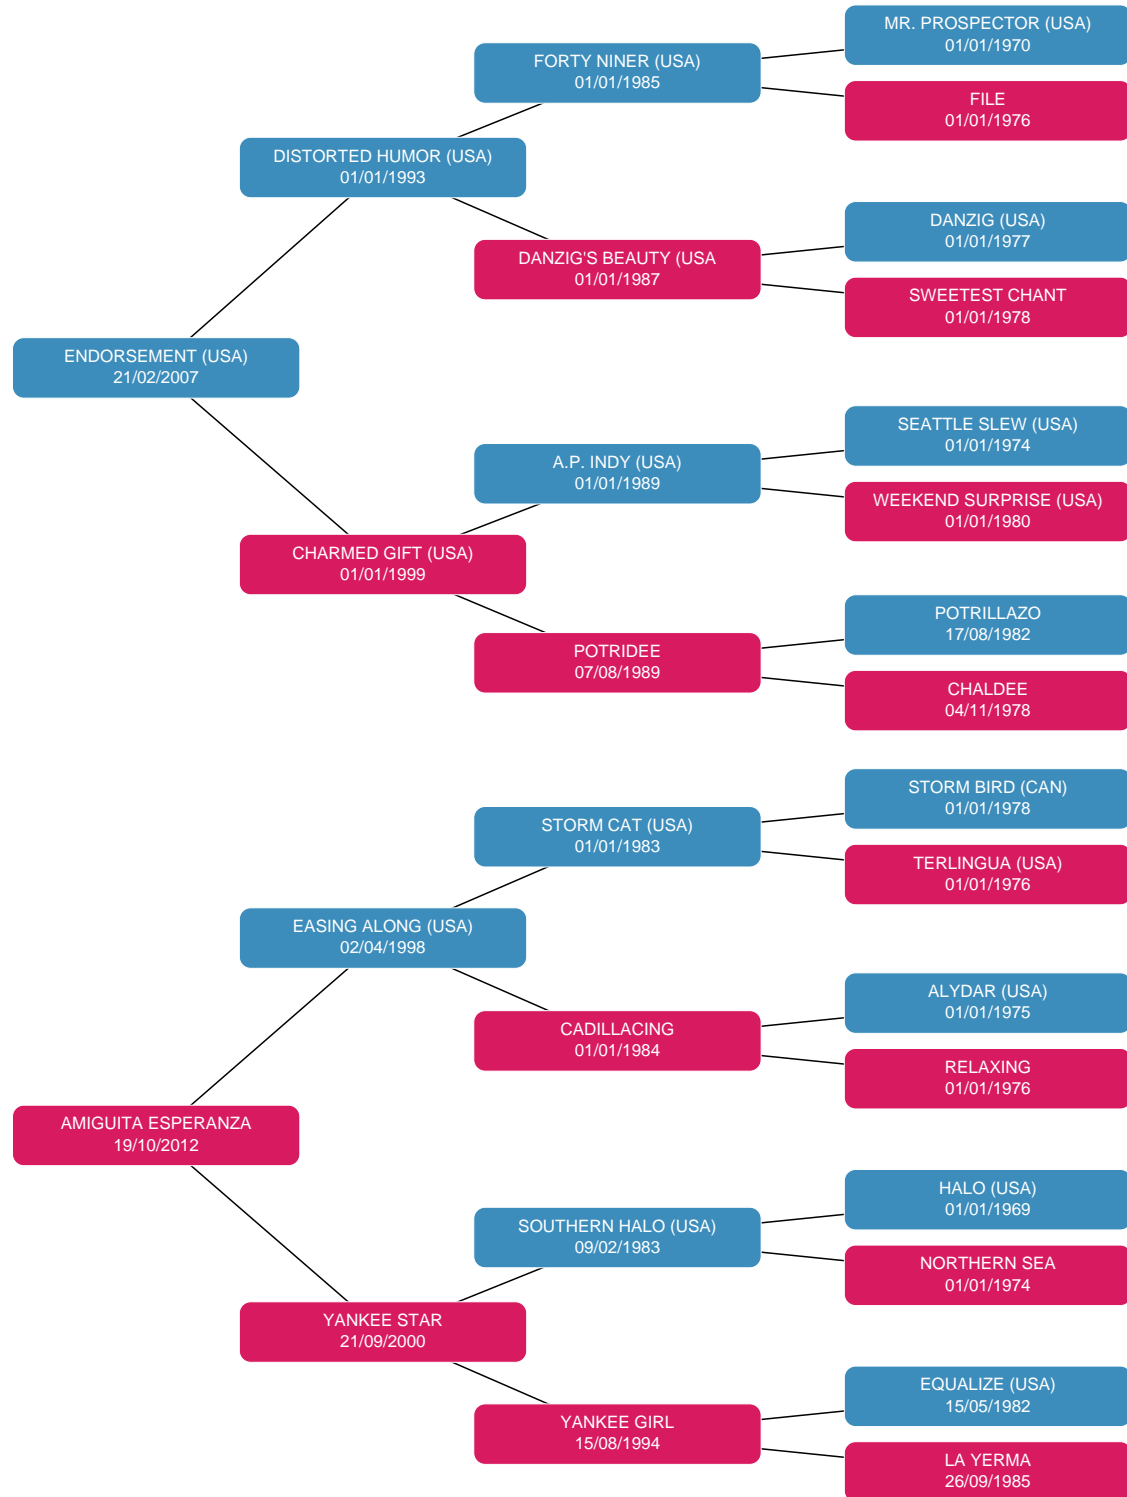 MR. PROSPECTOR (USA)
01/01/1970
FORTY NINER (USA)
01/01/1985
FILE
01/01/1976
DISTORTED HUMOR (USA)
01/01/1993
DANZIG (USA)
01/01/1977
DANZIG'S BEAUTY (USA
01/01/1987
SWEETEST CHANT
01/01/1978
ENDORSEMENT (USA)
21/02/2007
SEATTLE SLEW (USA)
01/01/1974
A.P. INDY (USA)
01/01/1989
WEEKEND SURPRISE (USA)
01/01/1980
CHARMED GIFT (USA)
01/01/1999
POTRILLAZO
17/08/1982
POTRIDEE
07/08/1989
CHALDEE
04/11/1978
STORM BIRD (CAN)
01/01/1978
STORM CAT (USA)
01/01/1983
TERLINGUA (USA)
01/01/1976
EASING ALONG (USA)
02/04/1998
ALYDAR (USA)
01/01/1975
CADILLACING
01/01/1984
RELAXING
01/01/1976
AMIGUITA ESPERANZA
19/10/2012
HALO (USA)
01/01/1969
SOUTHERN HALO (USA)
09/02/1983
NORTHERN SEA
01/01/1974
YANKEE STAR
21/09/2000
EQUALIZE (USA)
15/05/1982
YANKEE GIRL
15/08/1994
LA YERMA
26/09/1985